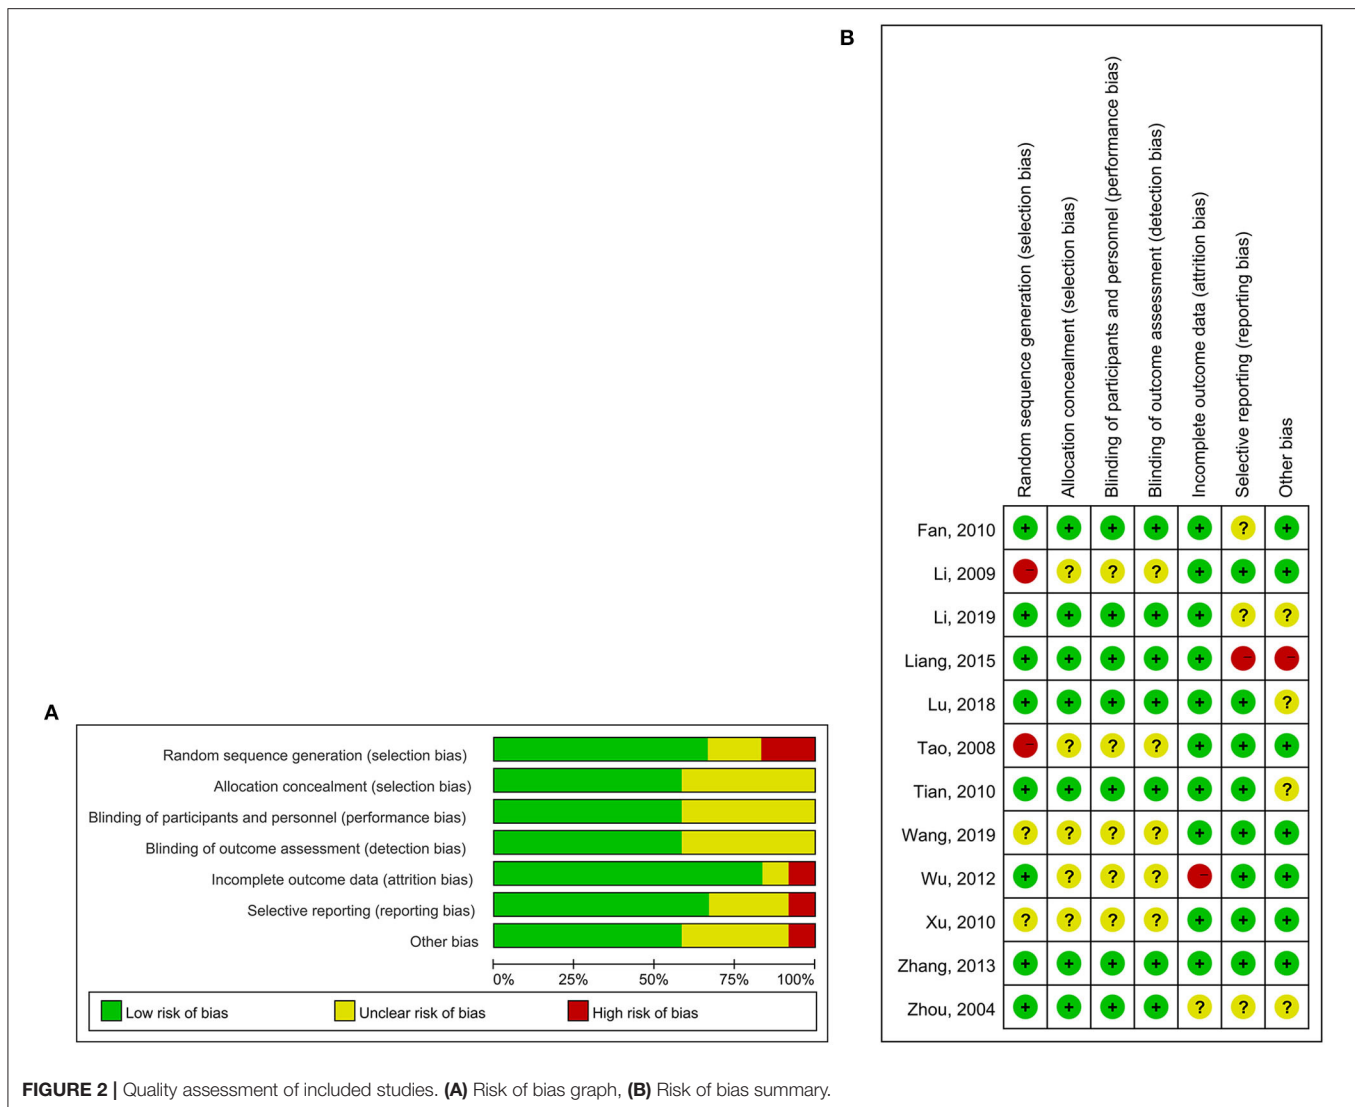 B
Random sequence generation (selection bias)
Allocation concealment (selection bias)
Blinding of participants and personnel (performance bias)
Blinding of outcome assessment (detection bias)
Incomplete outcome data (attrition bias)
Selective reporting (reporting bias)
Other bias
Fan, 2010 + + + + + ? +
Li, 2009 − ? ? ? + + +
Li, 2019 + + + + + ? ?
Liang, 2015 + + + + + − −
Lu, 2018 + + + + + + ?
Tao, 2008 − ? ? ? + + +
Tian, 2010 + + + + + + ?
Wang, 2019 ? ? ? ? + + +
Wu, 2012 + ? ? ? − + +
Xu, 2010 ? ? ? ? + + +
Zhang, 2013 + + + + + + +
Zhou, 2004 + + + + ? ? ?
A
Random sequence generation (selection bias)
Allocation concealment (selection bias)
Blinding of participants and personnel (performance bias)
Blinding of outcome assessment (detection bias)
Incomplete outcome data (attrition bias)
Selective reporting (reporting bias)
Other bias
0% 25% 50% 75% 100%
Low risk of bias Unclear risk of bias High risk of bias
FIGURE 2 | Quality assessment of included studies. (A) Risk of bias graph, (B) Risk of bias summary.